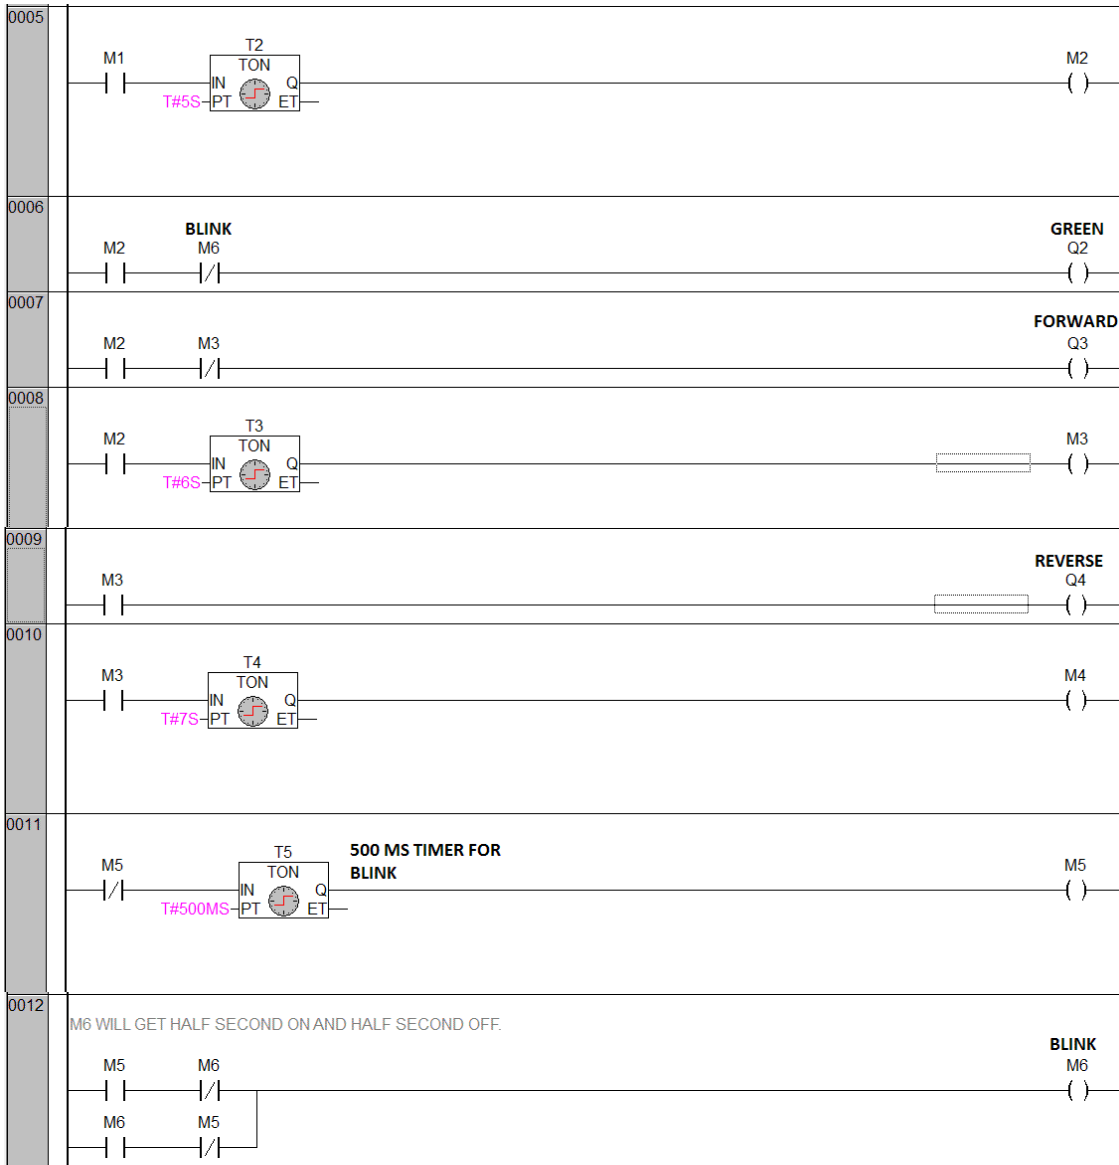 0005
M1
T2
TON
M2
IN
Q
T#5S
PT
ET
0006
BLINK
GREEN
M2
M6
Q2
0007
FORWARD
M2
M3
Q3
0008
M2
T3
TON
M3
IN
Q
T#6S
PT
ET
0009
REVERSE
M3
Q4
0010
M3
T4
TON
M4
IN
Q
T#7S
PT
ET
0011
M5
T5
TON
500 MS TIMER FOR
BLINK
M5
IN
Q
T#500MS
PT
ET
0012
M6 WILL GET HALF SECOND ON AND HALF SECOND OFF.
BLINK
M5
M6
M6
M6
M5